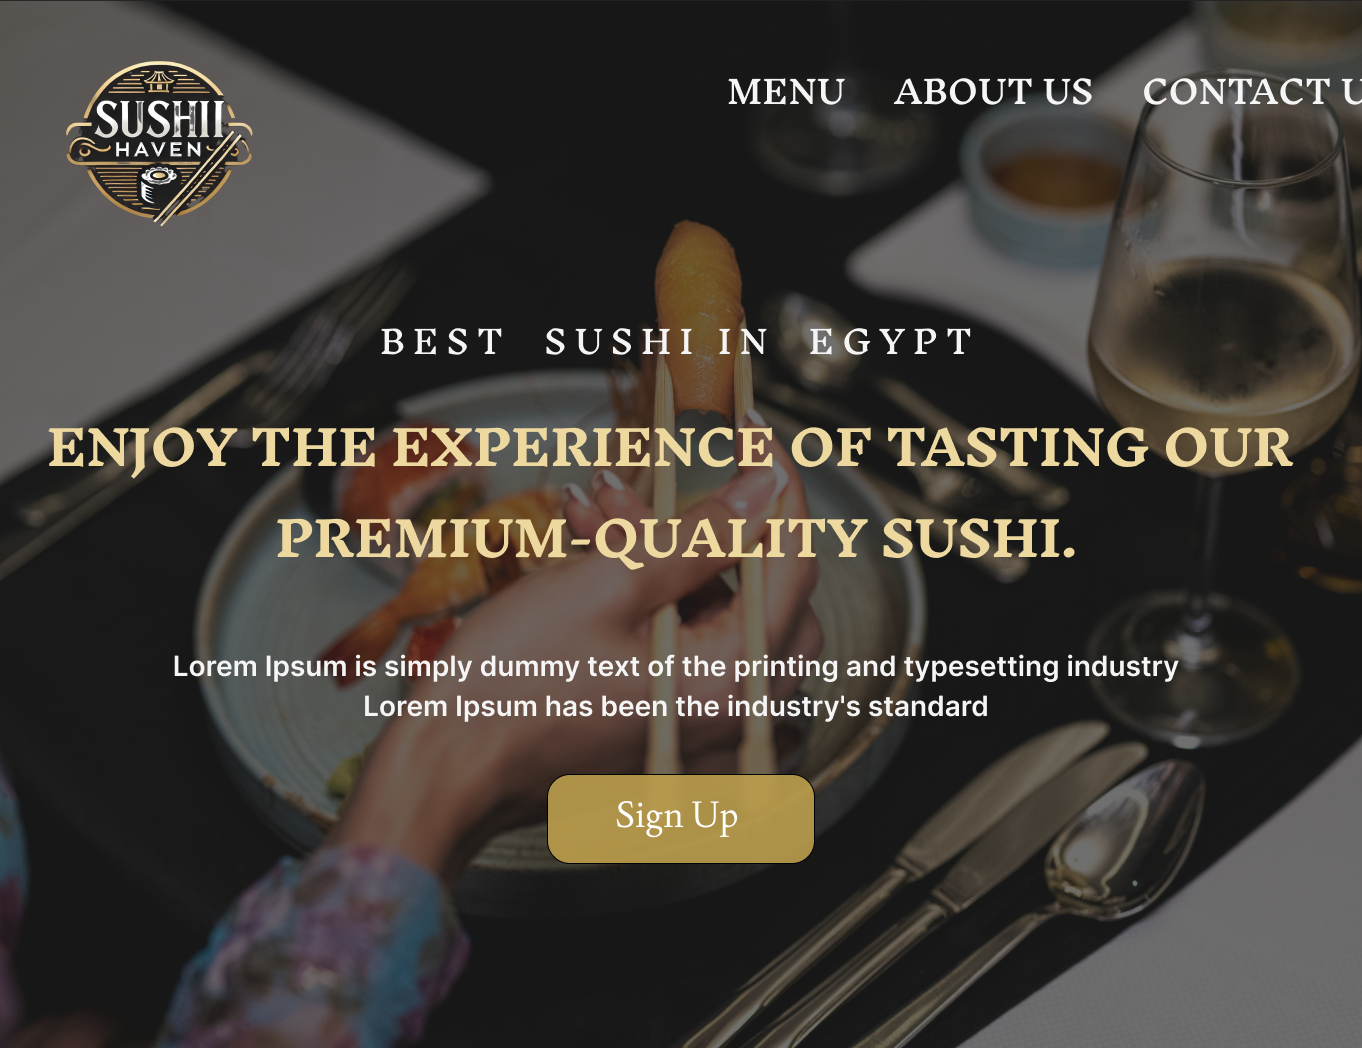 SUSHII
HAVEN
MENU ABOUT US CONTACT U
BEST SUSHI IN EGYPT
ENJOY THE EXPERIENCE OF TASTING OUR
PREMIUM-QUALITY SUSHI.
Lorem Ipsum is simply dummy text of the printing and typesetting industry
Lorem Ipsum has been the industry's standard
Sign Up